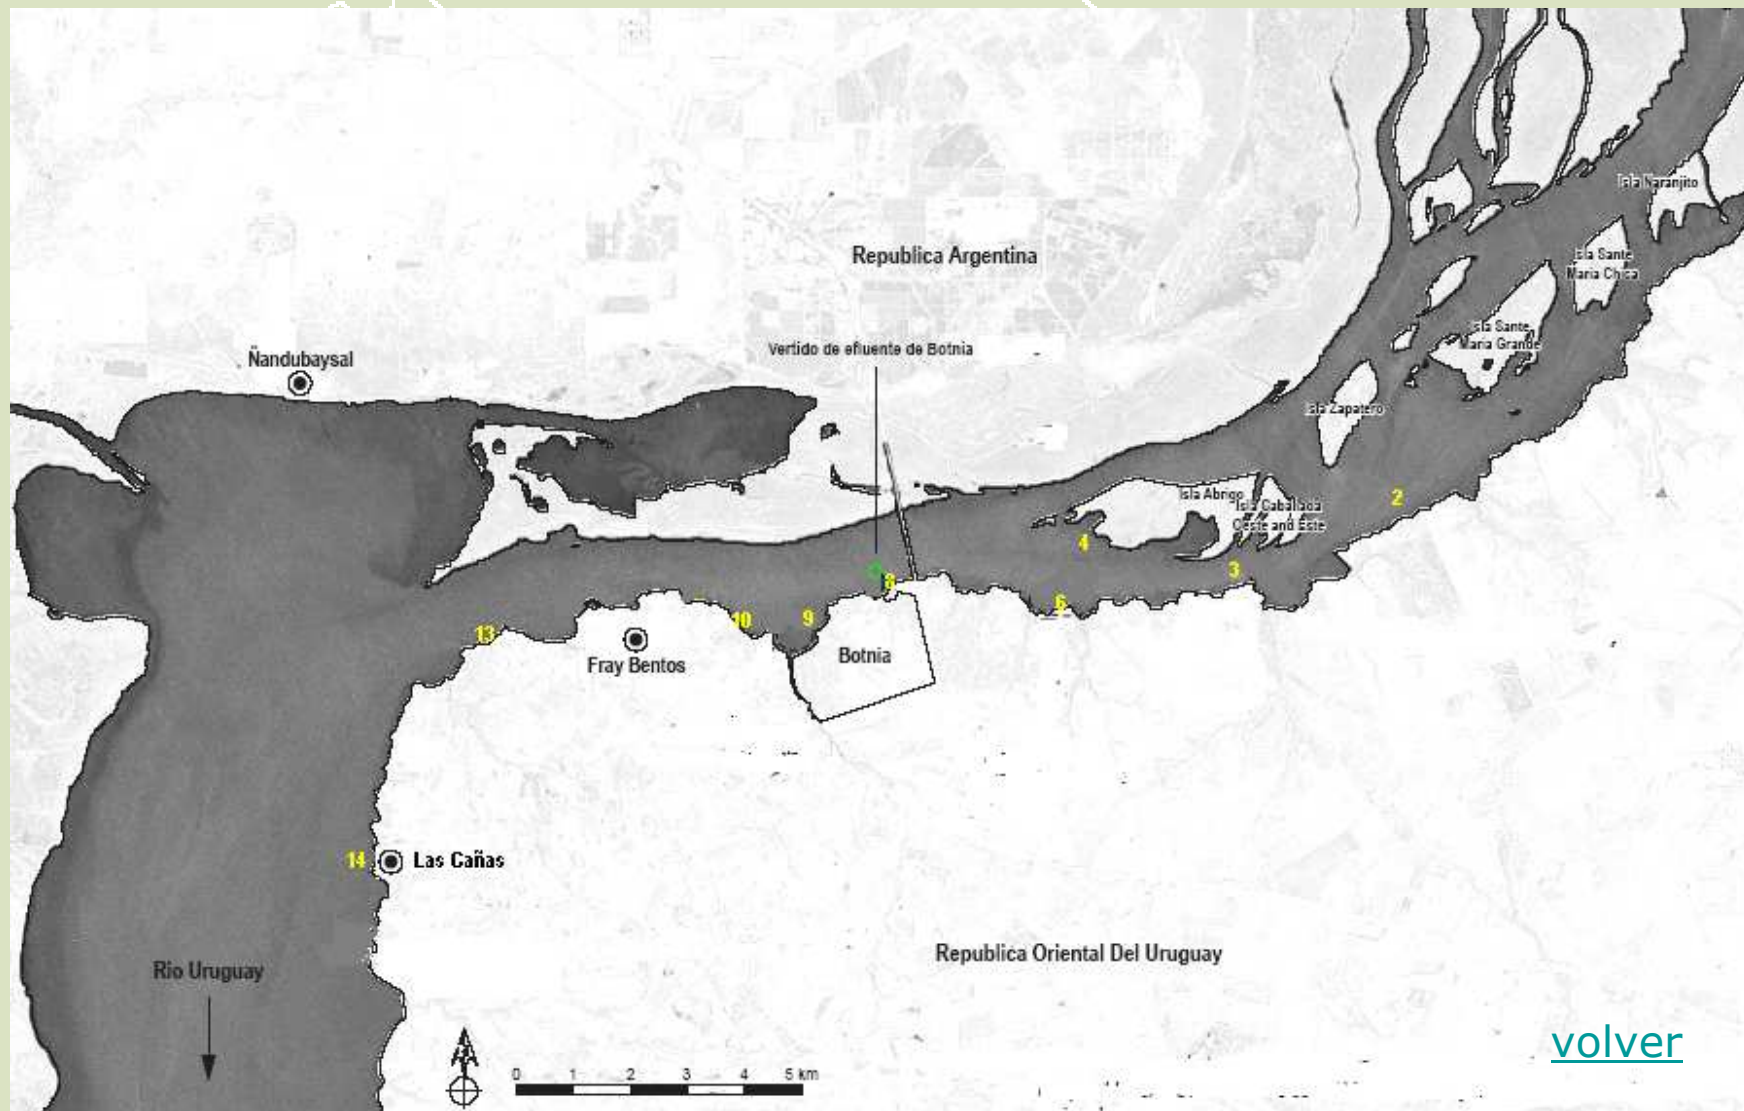 Isla Naranjito
Republica Argentina
Isla Sante
Maria Chica
Isla Sante
Maria Grande
Vertido de efluente de Botnia
Ñandubaysal
Isla Zapatero
Isla Abrigo
Isla Caballada
Oeste and Este
2
4
3
8
6
9
10
13
Fray Bentos
Botnia
14
Las Cañas
Republica Oriental Del Uruguay
Rio Uruguay
volver
0 1 2 3 4 5 km